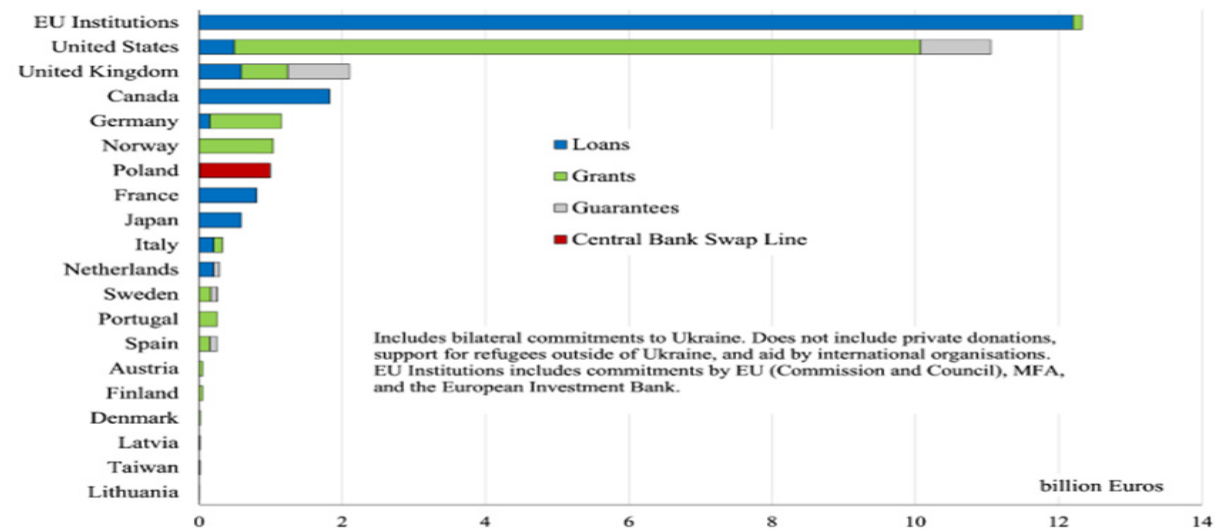 EU Institutions
United States
United Kingdom
Canada
Germany
Norway
Poland
France
Japan
Italy
Netherlands
Sweden
Portugal
Spain
Austria
Finland
Denmark
Latvia
Taiwan
Lithuania
Loans
Grants
Guarantees
Central Bank Swap Line
Includes bilateral commitments to Ukraine. Does not include private donations,
support for refugees outside of Ukraine, and aid by international organisations.
EU Institutions includes commitments by EU (Commission and Council), MFA,
and the European Investment Bank.
billion Euros
0 2 4 6 8 10 12 14